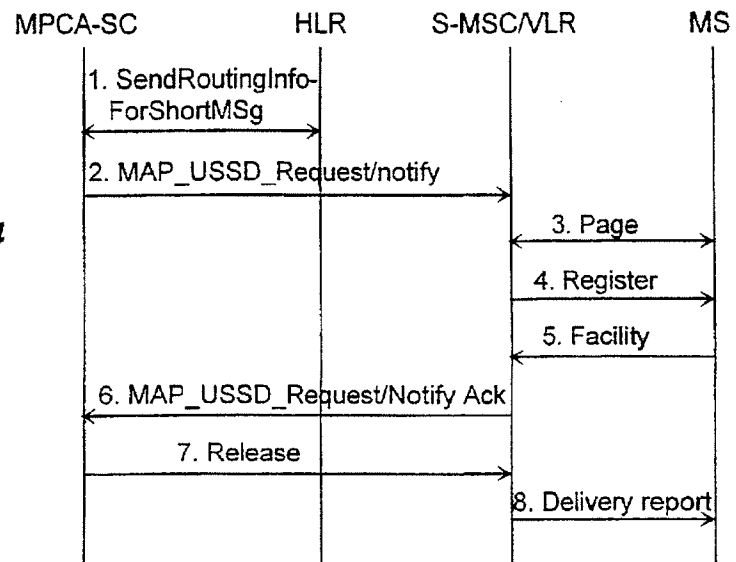 MPCA-SC HLR S-MSC/VLR MS
1. SendRoutingInfo-
ForShortMSg
2. MAP_USSD_Request/notify
3. Page
4. Register
5. Facility
6. MAP_USSD_Request/Notify Ack
7. Release
8. Delivery report